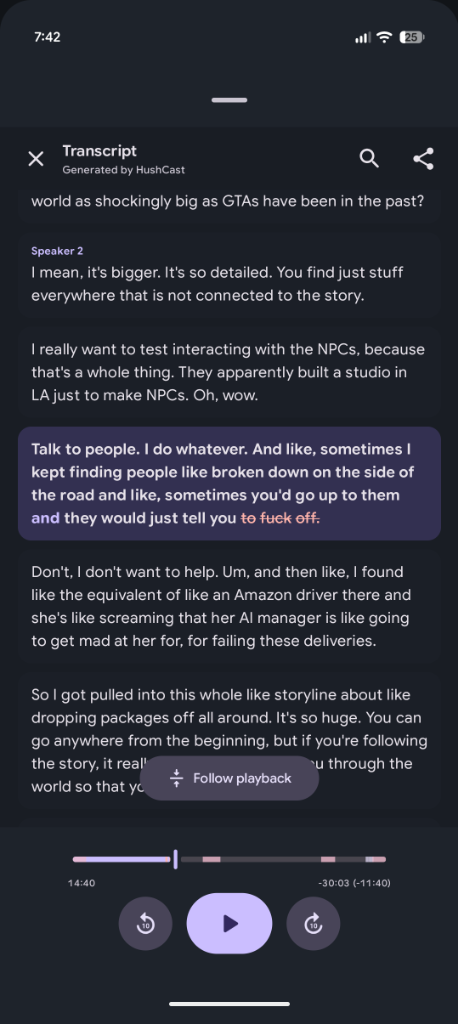 7:42
25
Transcript
Generated by HushCast
world as shockingly big as GTAs have been in the past?
Speaker 2
I mean, it's bigger. It's so detailed. You find just stuff
everywhere that is not connected to the story.
I really want to test interacting with the NPCs, because
that's a whole thing. They apparently built a studio in
LA just to make NPCs. Oh, wow.
Talk to people. I do whatever. And like, sometimes I
kept finding people like broken down on the side of
the road and like, sometimes you'd go up to them
and they would just tell you to fuck off.
Don't, I don't want to help. Um, and then like, I found
like the equivalent of like an Amazon driver there and
she's like screaming that her AI manager is like going
to get mad at her for, for failing these deliveries.
So I got pulled into this whole like storyline about like
dropping packages off all around. It's so huge. You can
go anywhere from the beginning, but if you're following
the story, it through the
world so that
Follow playback
14:40
-30:03 (-11:40)
10
10